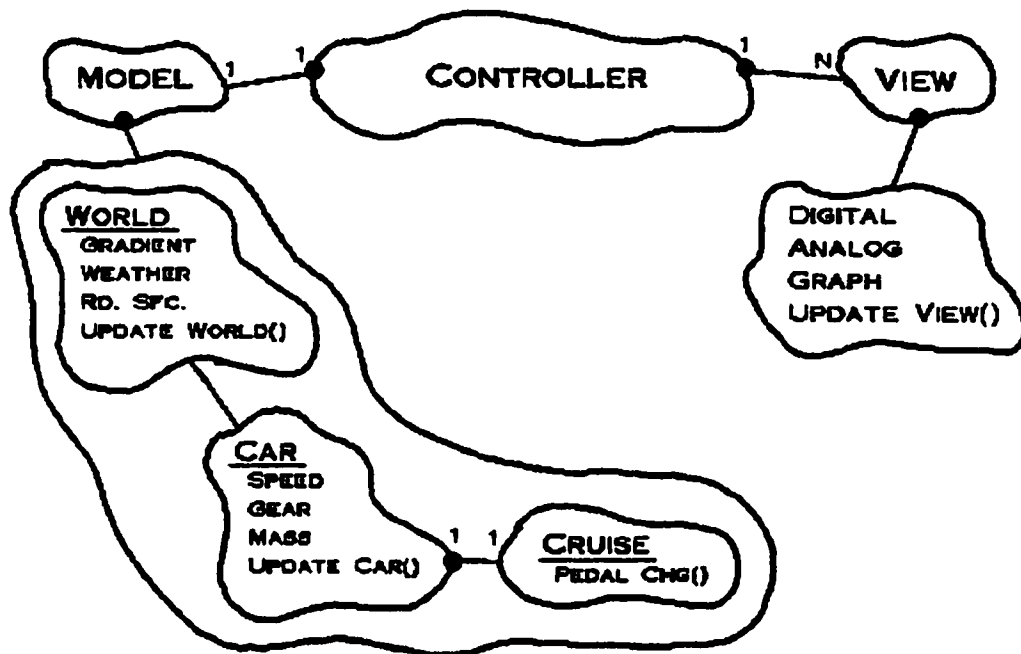 MODEL
1
1
CONTROLLER
1
N
VIEW
WORLD
GRADIENT
WEATHER
RD. SFC.
UPDATE WORLD()
DIGITAL
ANALOG
GRAPH
UPDATE VIEW()
CAR
SPEED
GEAR
MASS
UPDATE CAR()
1
1
CRUISE
PEDAL CHG()